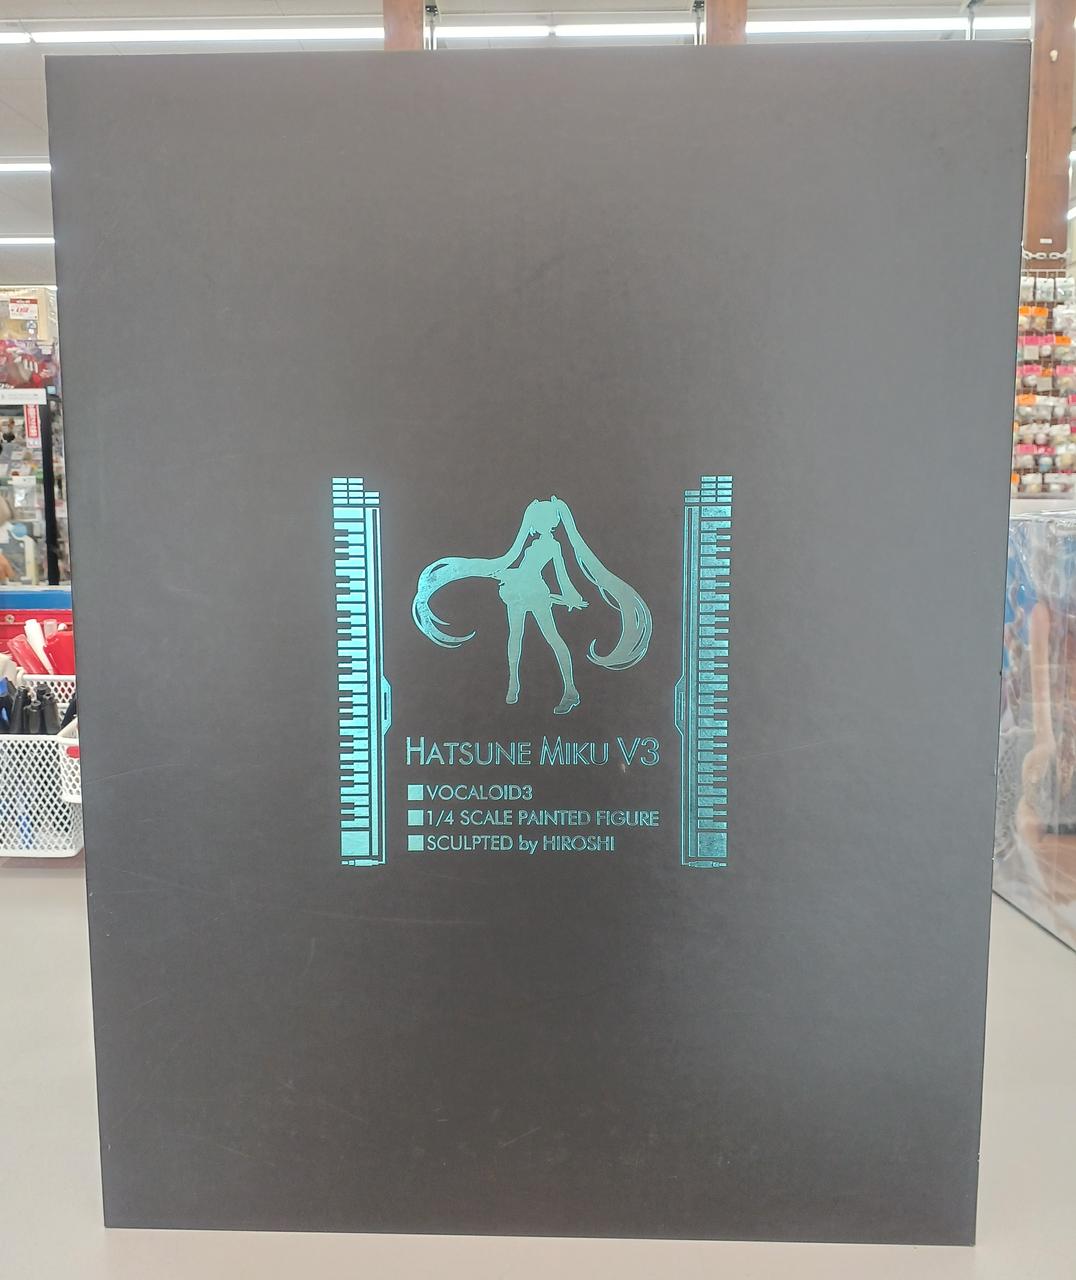 HATSUNE MIKU V3
VOCALOID3
1/4 SCALE PAINTED FIGURE
SCULPTED by HIROSHI